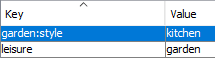 Key Value
garden:style kitchen
leisure garden